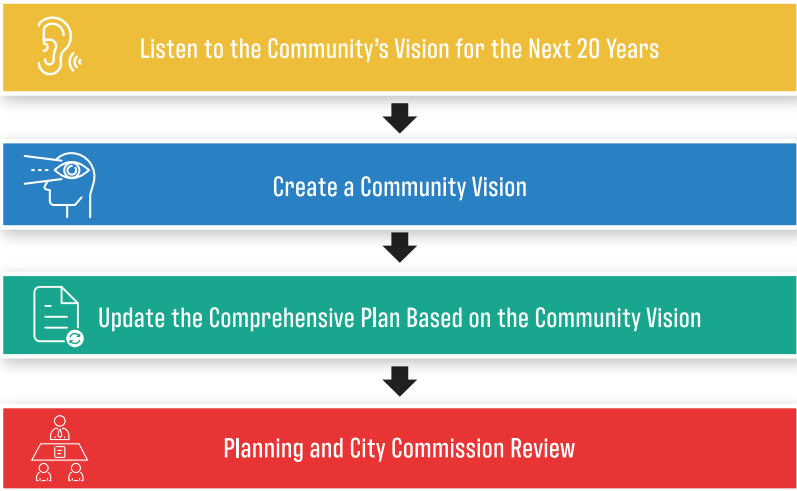 Listen to the Community’s Vision for the Next 20 Years
Create a Community Vision
Update the Comprehensive Plan Based on the Community Vision
Planning and City Commission Review